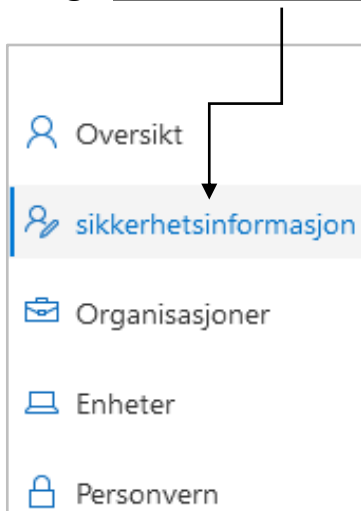 Oversikt
sikkerhetsinformasjon
Organisasjoner
Enheter
Personvern